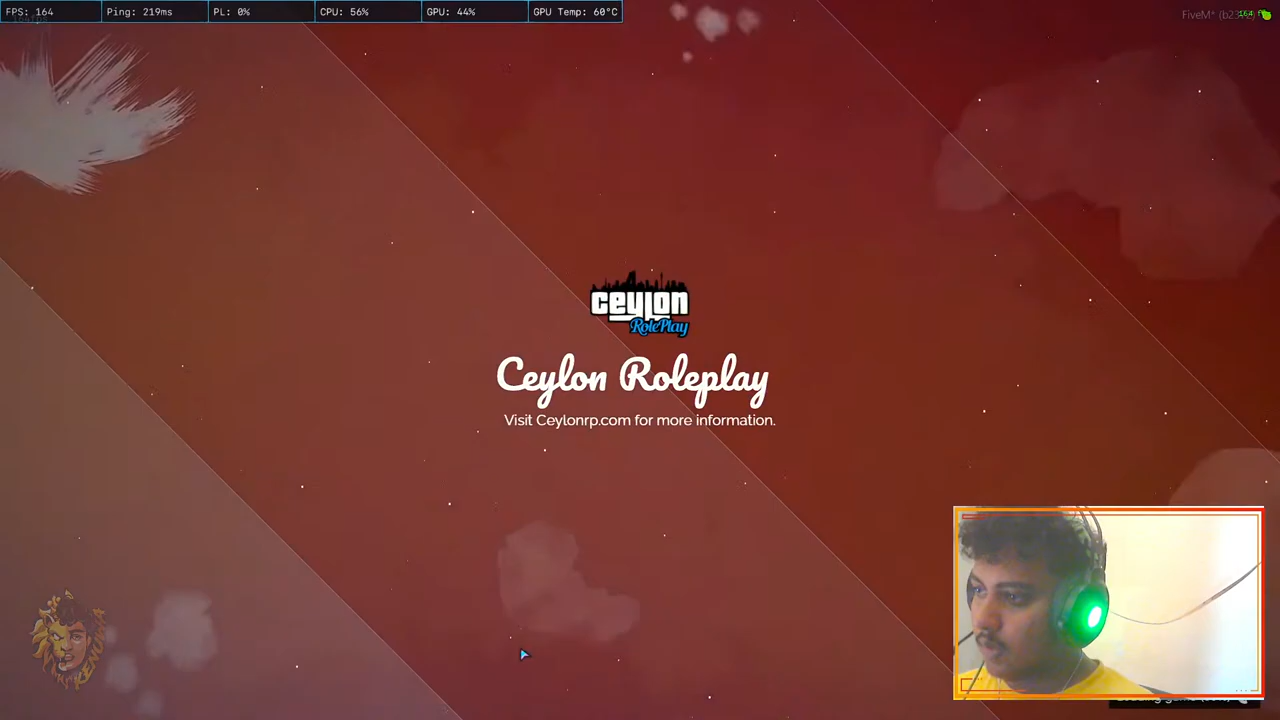 FPS: 164
Ping: 219ms
PL: 0%
CPU: 56%
GPU: 44%
GPU Temp: 60°C
FiveM*
ceylon
RolePlay
Ceylon Roleplay
Visit Ceylonrp.com for more information.